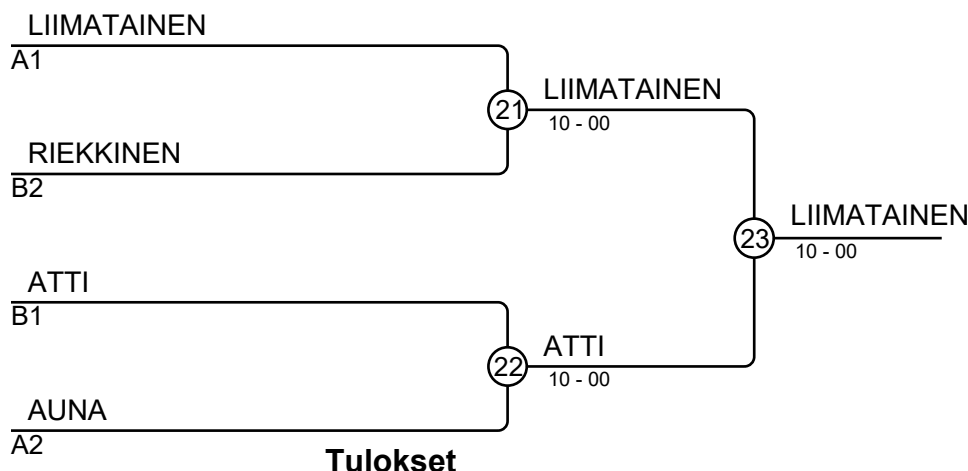 LIIMATAINEN
A1
21
LIIMATAINEN
10 - 00
RIEKKINEN
B2
23
LIIMATAINEN
10 - 00
ATTI
B1
22
ATTI
10 - 00
AUNA
A2
Tulokset